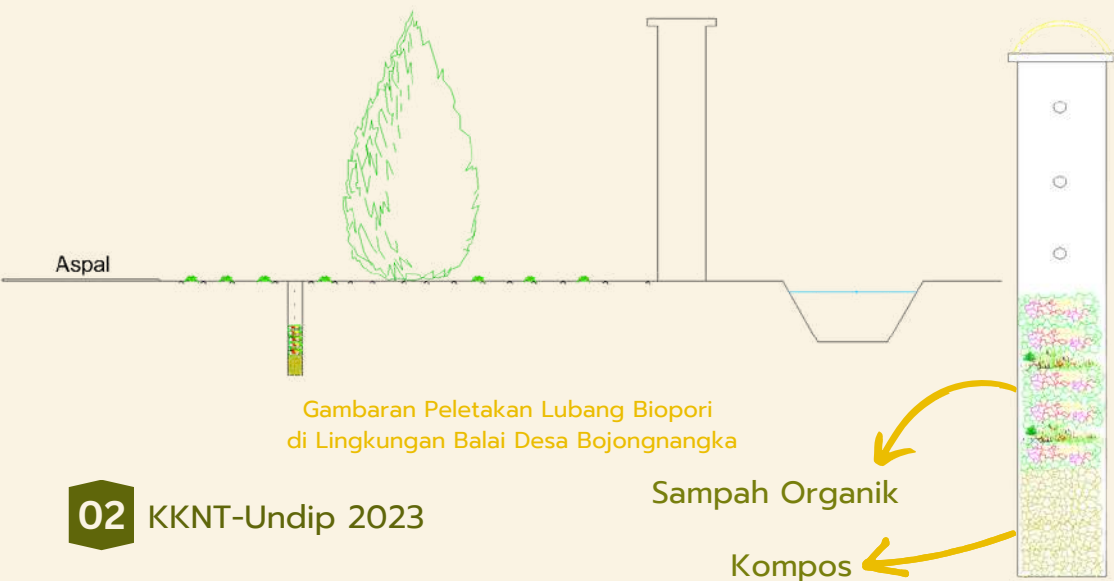 Aspal
Gambaran Peletakan Lubang Biopori
di Lingkungan Balai Desa Bojongnangka
Sampah Organik
02 KKNT-Undip 2023
Kompos